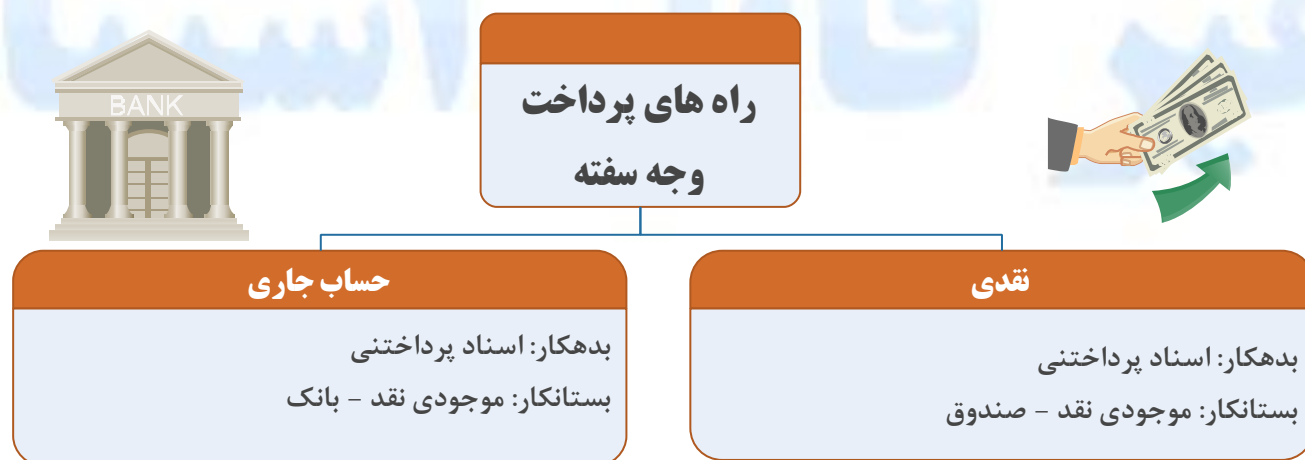 راه های پرداخت
وجه سفته
BANK
نقدی
بدهکار: اسناد پرداختنی
بستانکار: موجودی نقد - صندوق
حساب جاری
بدهکار: اسناد پرداختنی
بستانکار: موجودی نقد - بانک